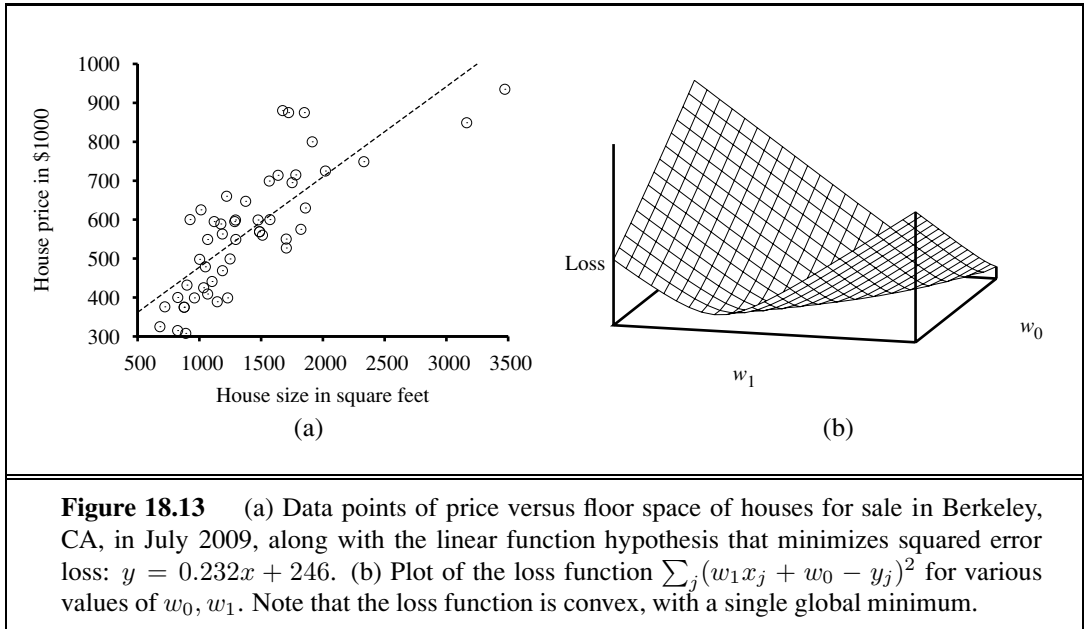 1000
900
800
700
600
500
400
300
House price in $1000
500 1000 1500 2000 2500 3000 3500
House size in square feet
(a)
Loss
w0
w1
(b)
Figure 18.13 (a) Data points of price versus floor space of houses for sale in Berkeley,
CA, in July 2009, along with the linear function hypothesis that minimizes squared error
loss: y = 0.232x + 246. (b) Plot of the loss function ∑j(w1xj + w0 − yj)² for various
values of w0, w1. Note that the loss function is convex, with a single global minimum.